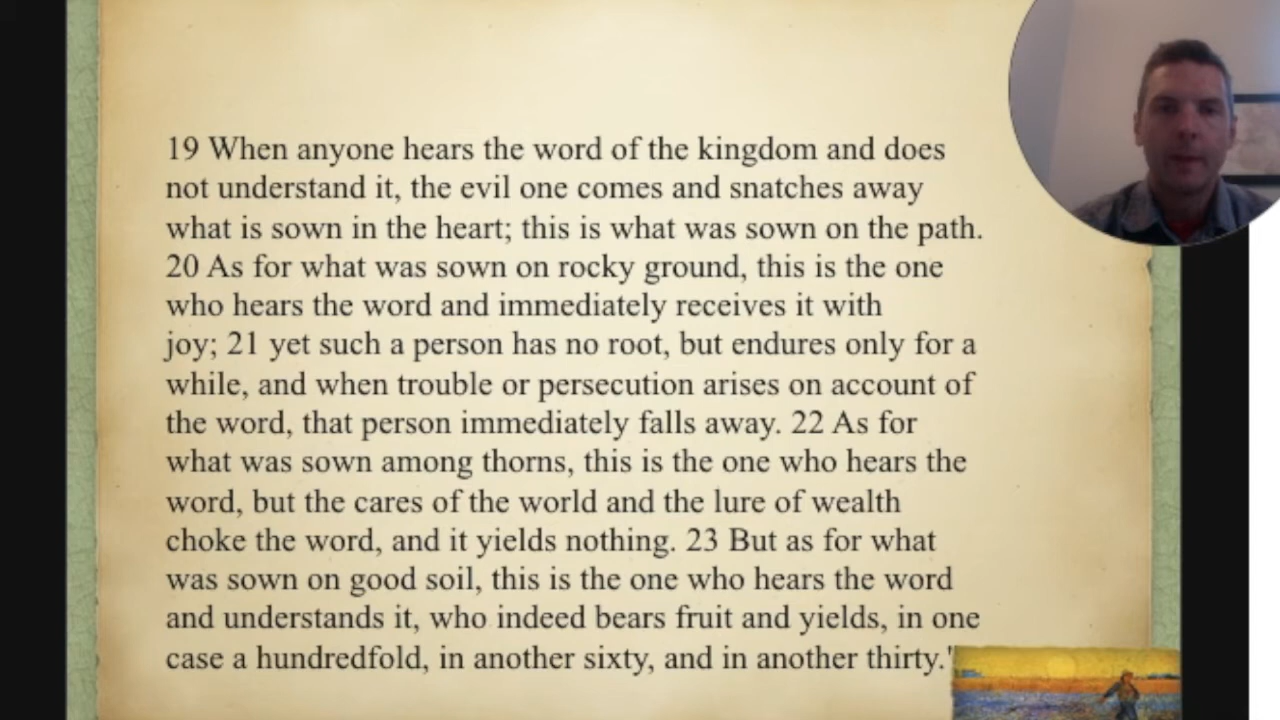 19 When anyone hears the word of the kingdom and does
not understand it, the evil one comes and snatches away
what is sown in the heart; this is what was sown on the path.
20 As for what was sown on rocky ground, this is the one
who hears the word and immediately receives it with
joy; 21 yet such a person has no root, but endures only for a
while, and when trouble or persecution arises on account of
the word, that person immediately falls away. 22 As for
what was sown among thorns, this is the one who hears the
word, but the cares of the world and the lure of wealth
choke the word, and it yields nothing. 23 But as for what
was sown on good soil, this is the one who hears the word
and understands it, who indeed bears fruit and yields, in one
case a hundredfold, in another sixty, and in another thirty.'